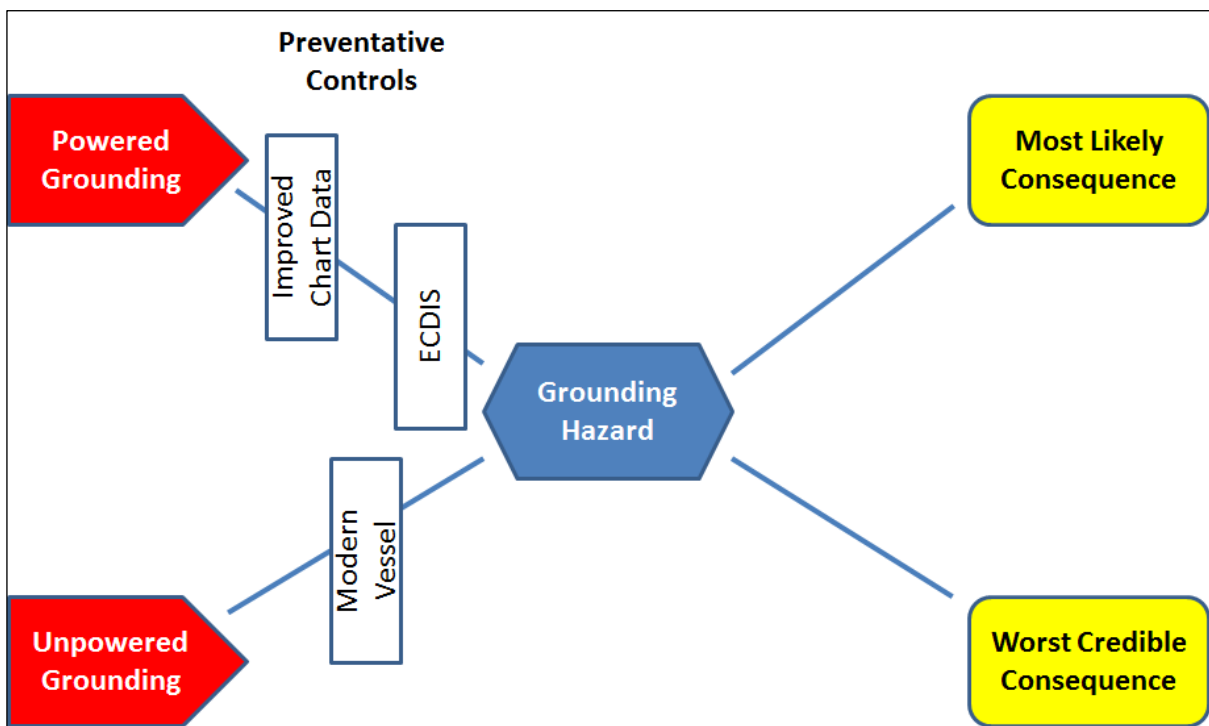 Preventative
Controls
Powered
Grounding
Improved
Chart Data
ECDIS
Most Likely
Consequence
Grounding
Hazard
Modern
Vessel
Unpowered
Grounding
Worst Credible
Consequence